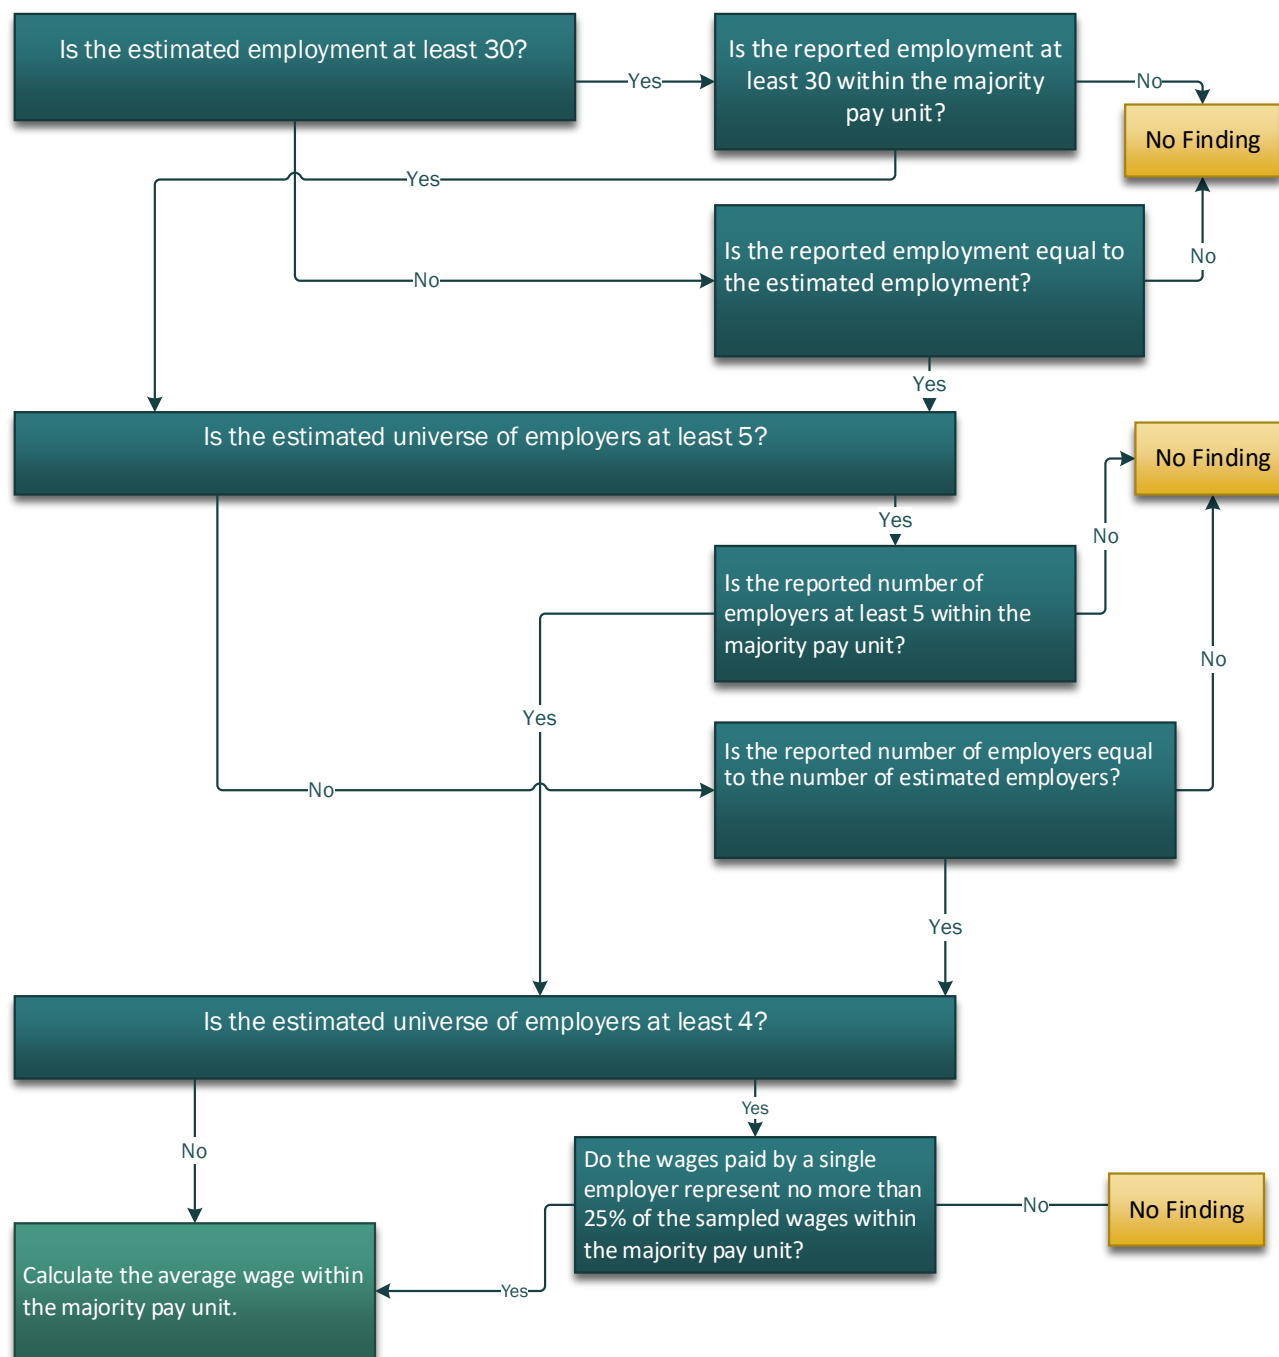 Is the estimated employment at least 30?
Yes
Is the reported employment at
least 30 within the majority
pay unit?
No
No Finding
Yes
Is the reported employment equal to
the estimated employment?
No
No
Yes
Is the estimated universe of employers at least 5?
No Finding
Yes
No
Is the reported number of
employers at least 5 within the
majority pay unit?
No
Yes
Is the reported number of employers equal
to the number of estimated employers?
No
Yes
Is the estimated universe of employers at least 4?
Yes
No
Do the wages paid by a single
employer represent no more than
25% of the sampled wages within
the majority pay unit?
No
No Finding
Calculate the average wage within
the majority pay unit.
Yes